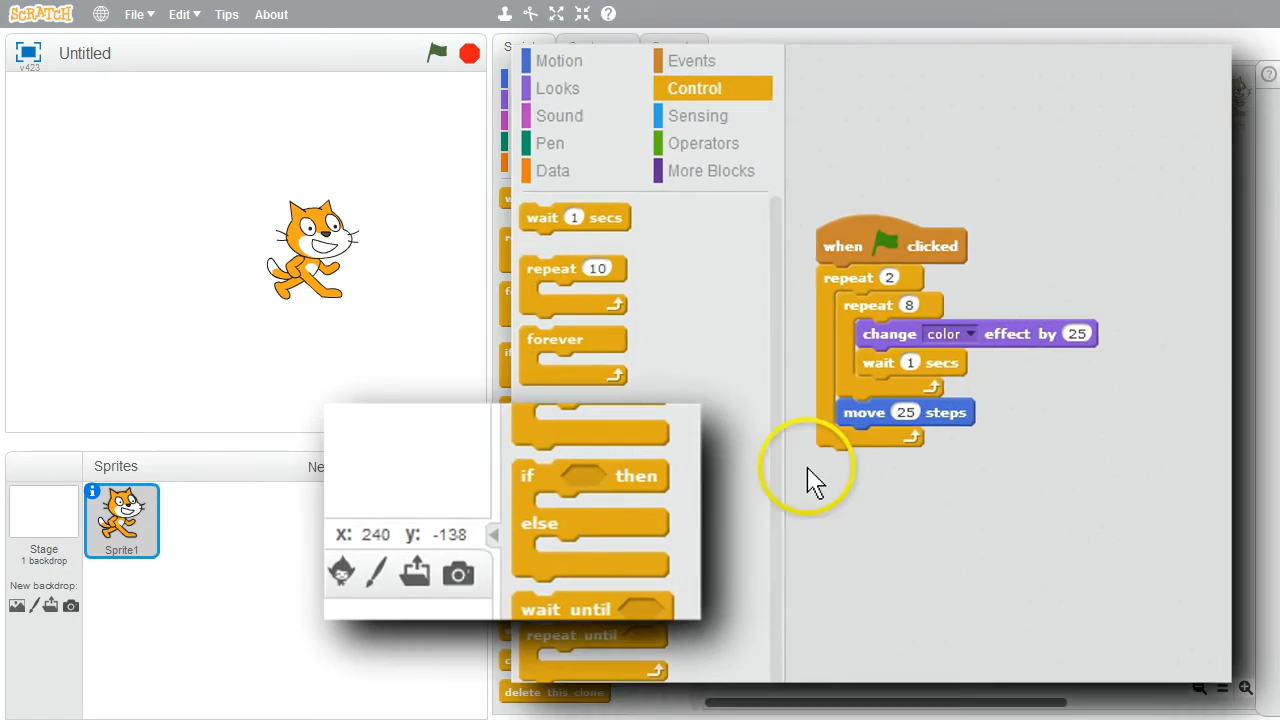 SCRATCH
File
Edit
Tips
About
v423
Untitled
Motion
Looks
Sound
Pen
Data
Events
Control
Sensing
Operators
More Blocks
wait 1 secs
repeat 10
forever
when clicked
repeat 2
repeat 8
change color effect by 25
wait 1 secs
move 25 steps
if then
else
wait until
repeat until
delete this clone
x: 240 y: -138
Sprites
Ne
Stage
1 backdrop
New backdrop:
Sprite1